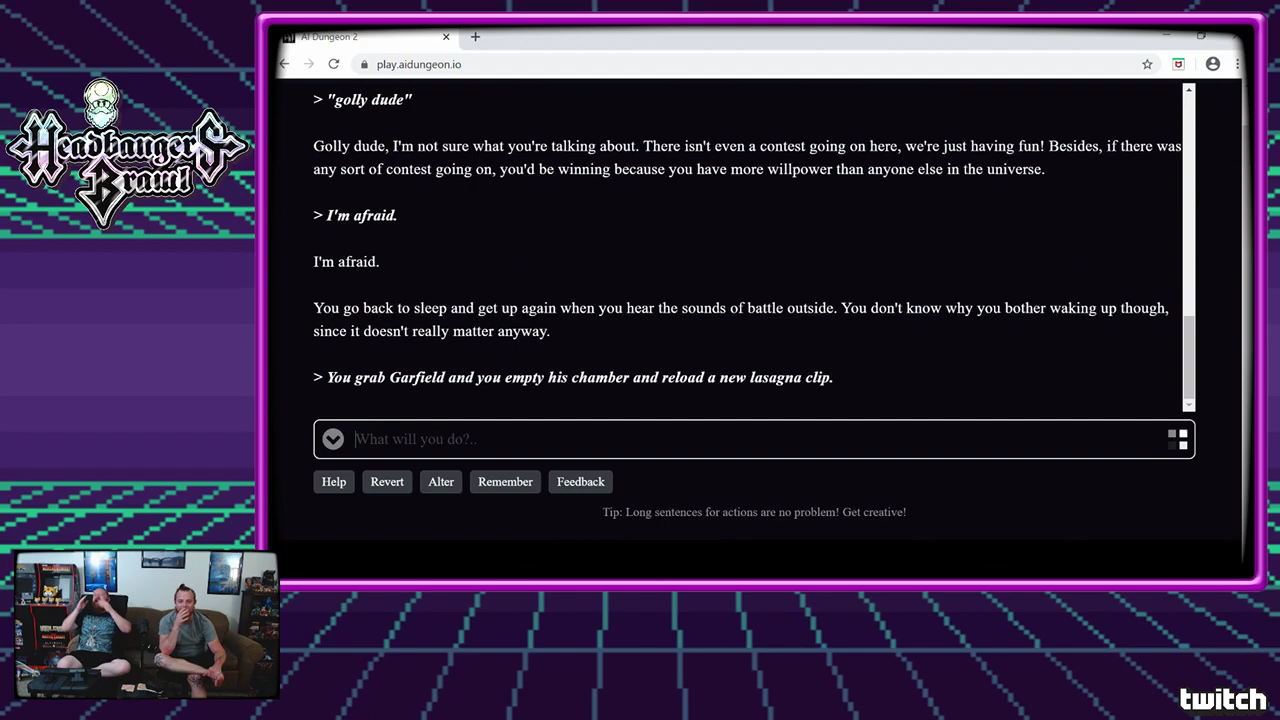 HeadbangerS
Brawl
AI Dungeon 2
play.aidungeon.io
> "golly dude"
Golly dude, I'm not sure what you're talking about. There isn't even a contest going on here, we're just having fun! Besides, if there was
any sort of contest going on, you'd be winning because you have more willpower than anyone else in the universe.
> I'm afraid.
I'm afraid.
You go back to sleep and get up again when you hear the sounds of battle outside. You don't know why you bother waking up though,
since it doesn't really matter anyway.
> You grab Garfield and you empty his chamber and reload a new lasagna clip.
What will you do?..
Help Revert Alter Remember Feedback
Tip: Long sentences for actions are no problem! Get creative!
twitch